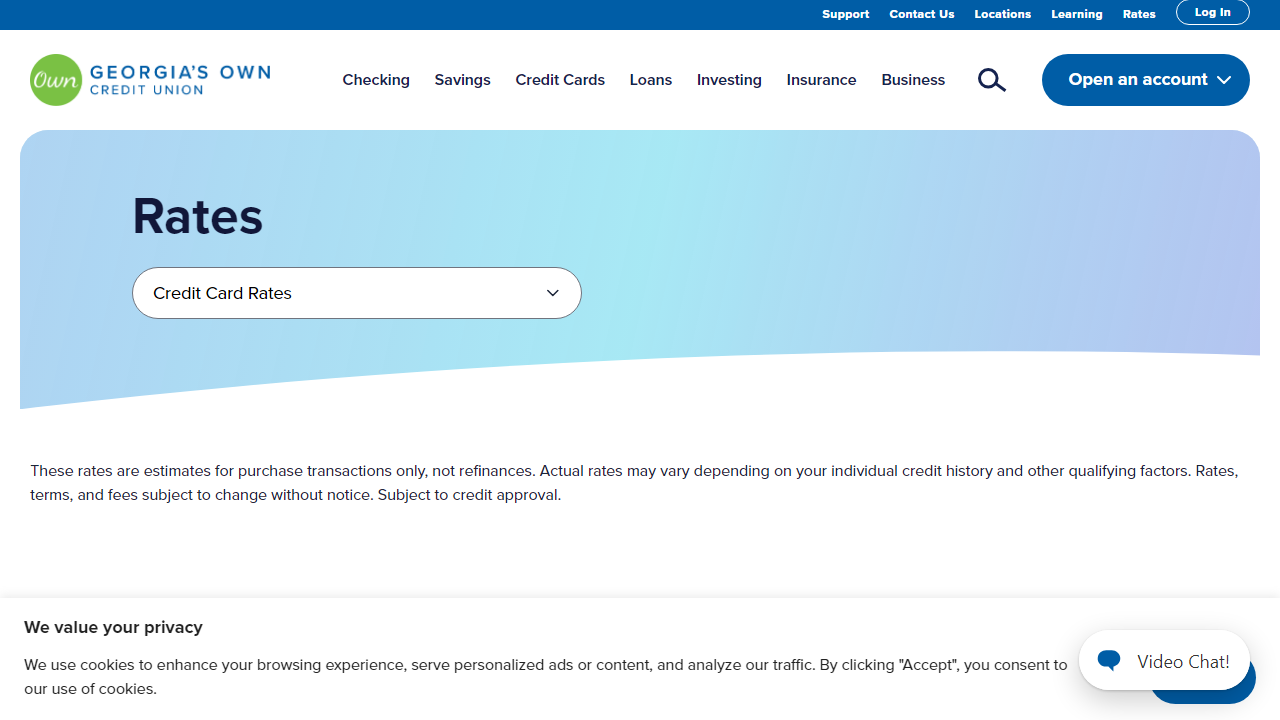 Support Contact Us Locations Learning Rates Log In
Own GEORGIA'S OWN
CREDIT UNION
Checking Savings Credit Cards Loans Investing Insurance Business Open an account
Rates
Credit Card Rates
These rates are estimates for purchase transactions only, not refinances. Actual rates may vary depending on your individual credit history and other qualifying factors. Rates,
terms, and fees subject to change without notice. Subject to credit approval.
We value your privacy
We use cookies to enhance your browsing experience, serve personalized ads or content, and analyze our traffic. By clicking "Accept", you consent to
our use of cookies.
Video Chat!